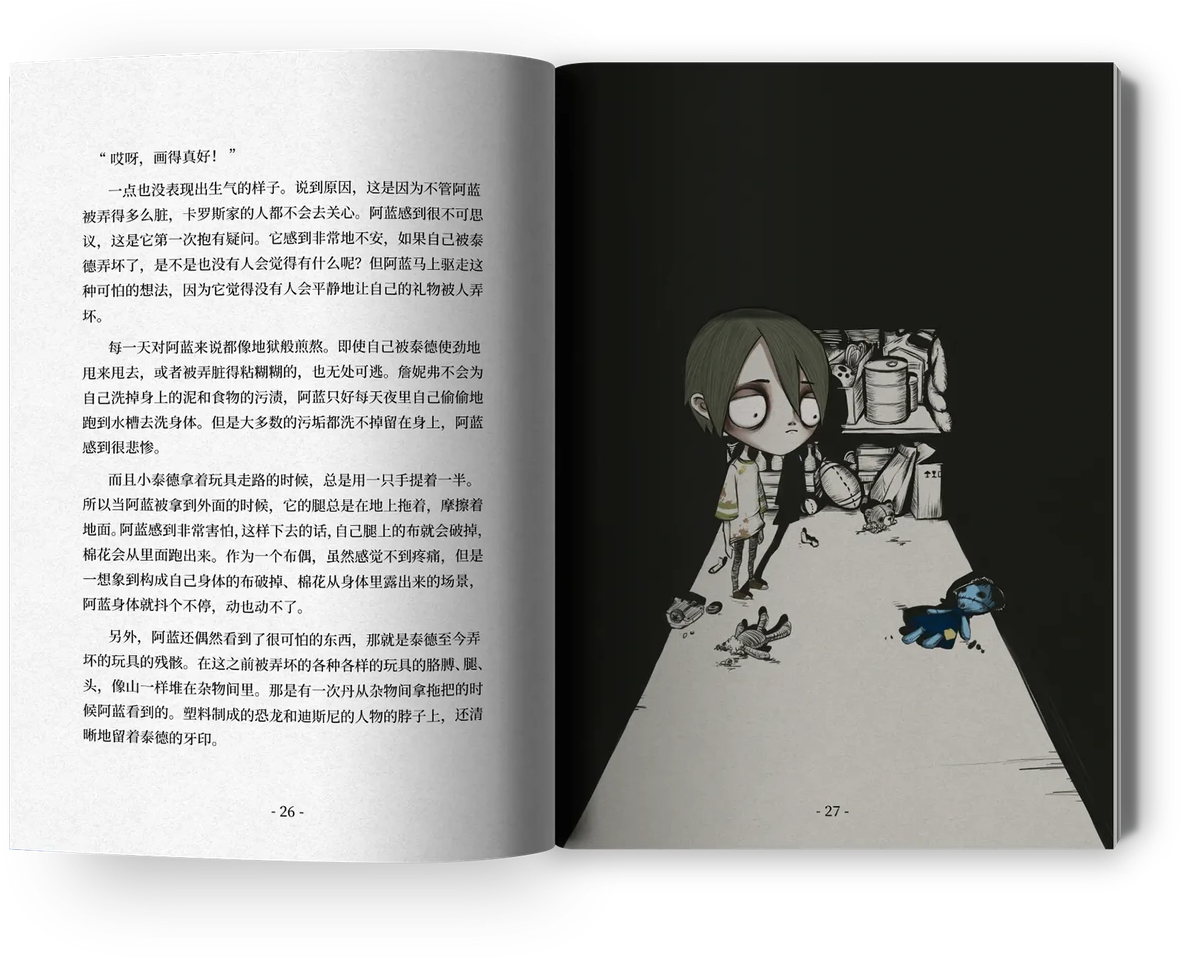 “ 哎呀，画得真好！ ”
一点也没表现出生气的样子。说到原因，这是因为不管阿蓝
被弄得多么脏，卡罗斯家的人都不会去关心。阿蓝感到很不可思
议，这是它第一次抱有疑问。它感到非常地不安，如果自己被泰
德弄坏了，是不是也没有人会觉得有什么呢？但阿蓝马上驱走这
种可怕的想法，因为它觉得没有人会平静地让自己的礼物被人弄
坏。
每一天对阿蓝来说都像地狱般煎熬。即使自己被泰德使劲地
甩来甩去，或者被弄脏得粘糊糊的，也无处可逃。詹妮弗不会为
自己洗掉身上的泥和食物的污渍，阿蓝只好每天夜里自己偷偷地
跑到水槽去洗身体。但是大多数的污垢都洗不掉留在身上，阿蓝
感到很悲惨。
而且小泰德拿着玩具走路的时候，总是用一只手提着一半。
所以当阿蓝被拿到外面的时候，它的腿总是在地上拖着，摩擦着
地面。阿蓝感到非常害怕，这样下去的话，自己腿上的布就会破掉，
棉花会从里面跑出来。作为一个布偶，虽然感觉不到疼痛，但是
一想象到构成自己身体的布破掉、棉花从身体里露出来的场景，
阿蓝身体就抖个不停，动也动不了。
另外，阿蓝还偶然看到了很可怕的东西，那就是泰德至今弄
坏的玩具的残骸。在这之前被弄坏的各种各样的玩具的胳膊、腿、
头，像山一样堆在杂物间里。那是有一次丹从杂物间拿拖把的时
候阿蓝看到的。塑料制成的恐龙和迪斯尼的人物的脖子上，还清
晰地留着泰德的牙印。
- 26 -
- 27 -